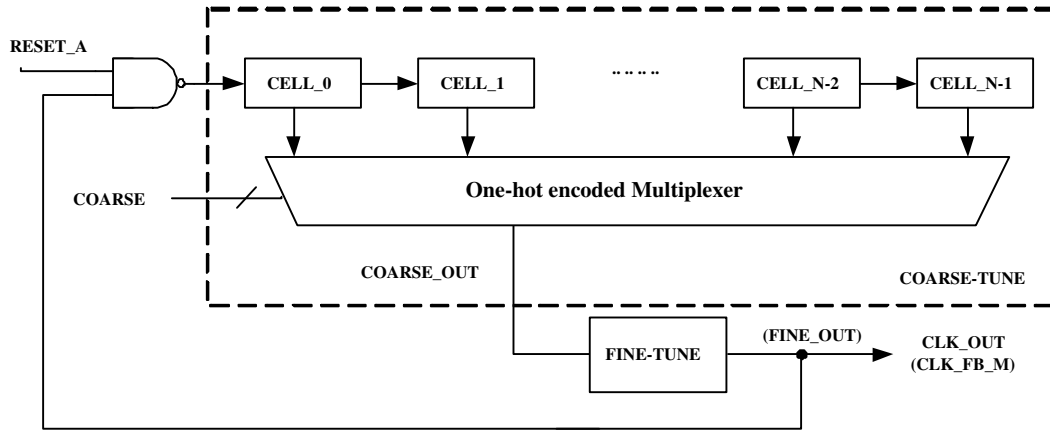 RESET_A
CELL_0
CELL_1
.. .. .. ..
CELL_N-2
CELL_N-1
One-hot encoded Multiplexer
COARSE
COARSE_OUT
COARSE-TUNE
FINE-TUNE
(FINE_OUT)
CLK_OUT
(CLK_FB_M)